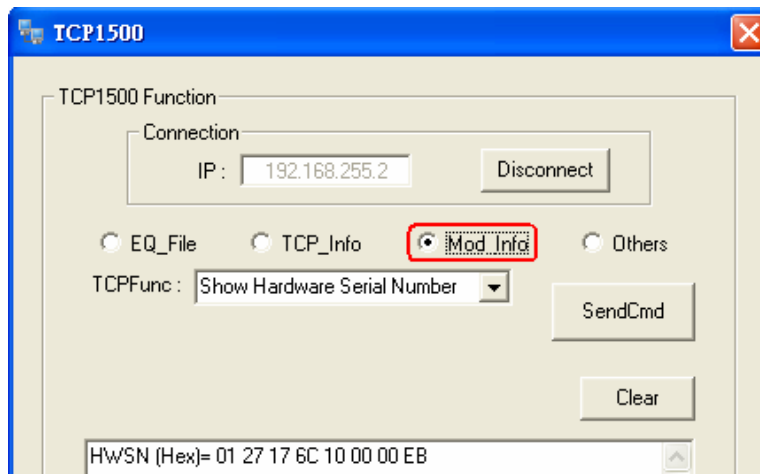 TCP1500
TCP1500 Function
Connection
IP : 192.168.255.2 Disconnect
EQ_File TCP_Info Mod_Info Others
TCPFunc : Show Hardware Serial Number
SendCmd
Clear
HWSN (Hex)= 01 27 17 6C 10 00 00 EB